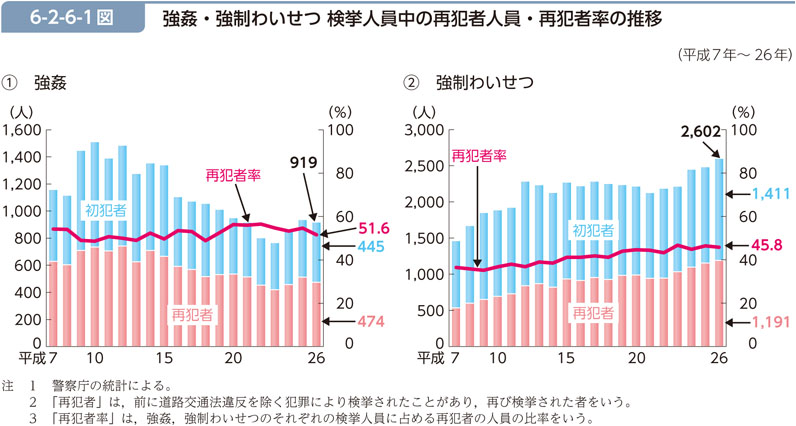 6-2-6-1図 強姦・強制わいせつ 検挙人員中の再犯者人員・再犯者率の推移
(平成7年～26年)
① 強姦
(人) (%)
1,600 100
1,400
1,200 80
1,000 60
800
600 40
400 20
200
0 0
再犯者率
919
初犯者
51.6
445
再犯者
474
平成7 10 15 20 26
② 強制わいせつ
(人) (%)
3,000 100
2,500 80
2,000 60
1,500
1,000 40
500 20
0 0
再犯者率
2,602
初犯者
1,411
45.8
再犯者
1,191
平成7 10 15 20 26
注 1 警察庁の統計による。
2 「再犯者」は，前に道路交通法違反を除く犯罪により検挙されたことがあり，再び検挙された者をいう。
3 「再犯者率」は，強姦，強制わいせつのそれぞれの検挙人員に占める再犯者の人員の比率をいう。